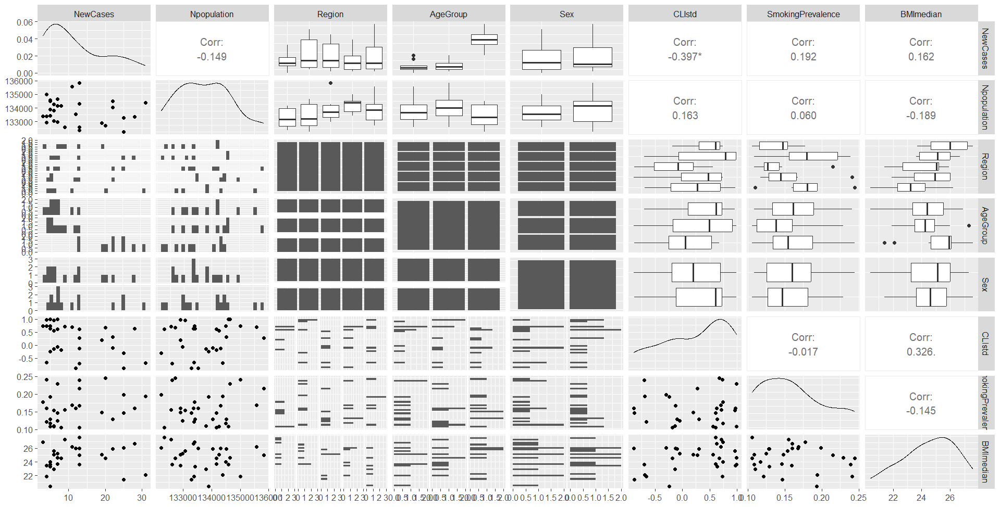 NewCases
Npopulation
Region
AgeGroup
Sex
CLIstd
SmokingPrevalence
BMImedian
0.06
0.04
0.02
0.00
Corr:
-0.149
Corr:
-0.397*
Corr:
0.192
Corr:
0.162
NewCases
136000
135000
134000
133000
Corr:
0.163
Corr:
0.060
Corr:
-0.189
Npopulation
Region
AgeGroup
3
2
1
0
3
2
1
0
Sex
1.0
0.5
0.0
-0.5
Corr:
-0.017
Corr:
0.326.
CLIstd
0.25
0.20
0.15
0.10
Corr:
-0.145
mokingPrevalen
26
24
22
BMImedian
10
20
30
133000
134000
135000
-0.5
0.0
0.5
0.15
0.20
0.25
22
24
26